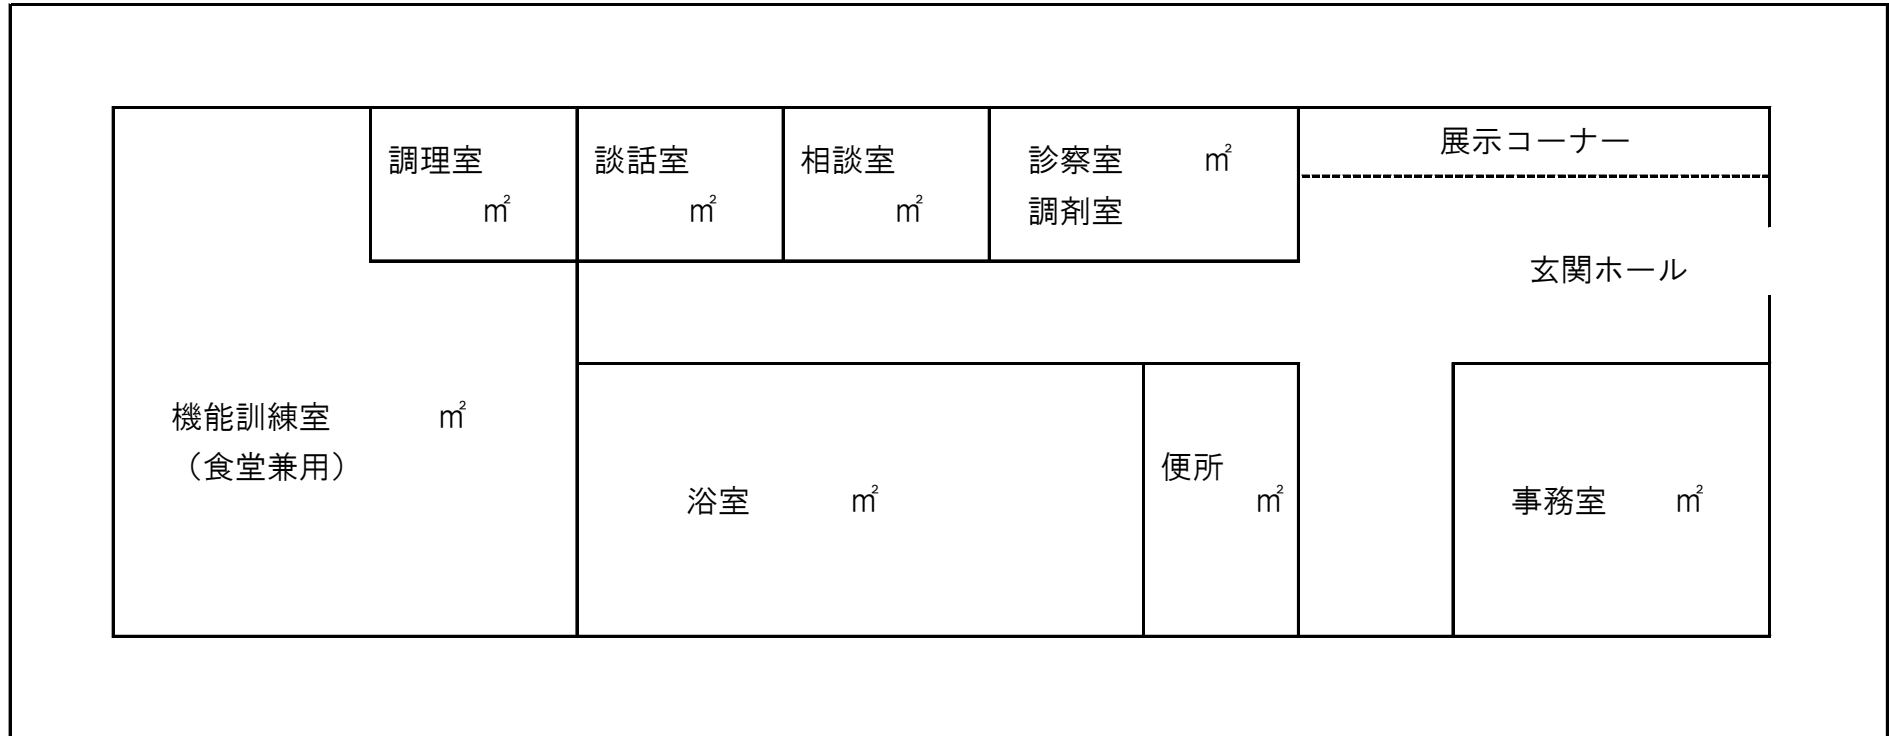 展示コーナー
調理室
㎡
談話室
㎡
相談室
㎡
診察室 ㎡
調剤室
玄関ホール
機能訓練室 ㎡
（食堂兼用）
浴室 ㎡
便所
㎡
事務室 ㎡